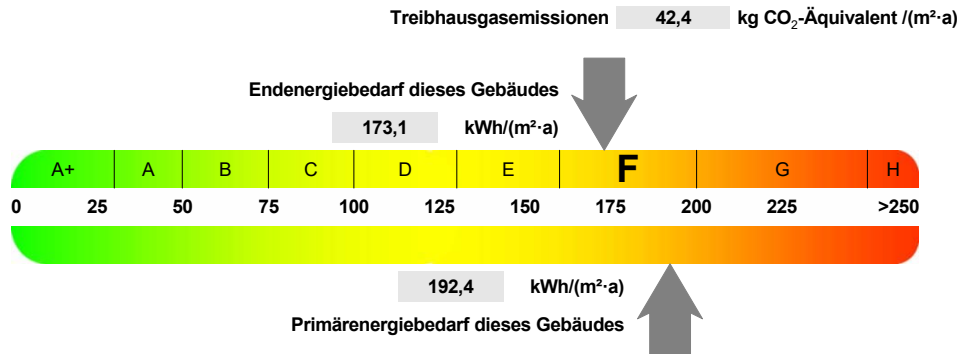 Treibhausgasemissionen 42,4 kg CO₂-Äquivalent /(m²·a)
Endenergiebedarf dieses Gebäudes
173,1 kWh/(m²·a)
A+ A B C D E F G H
0 25 50 75 100 125 150 175 200 225 >250
192,4 kWh/(m²·a)
Primärenergiebedarf dieses Gebäudes